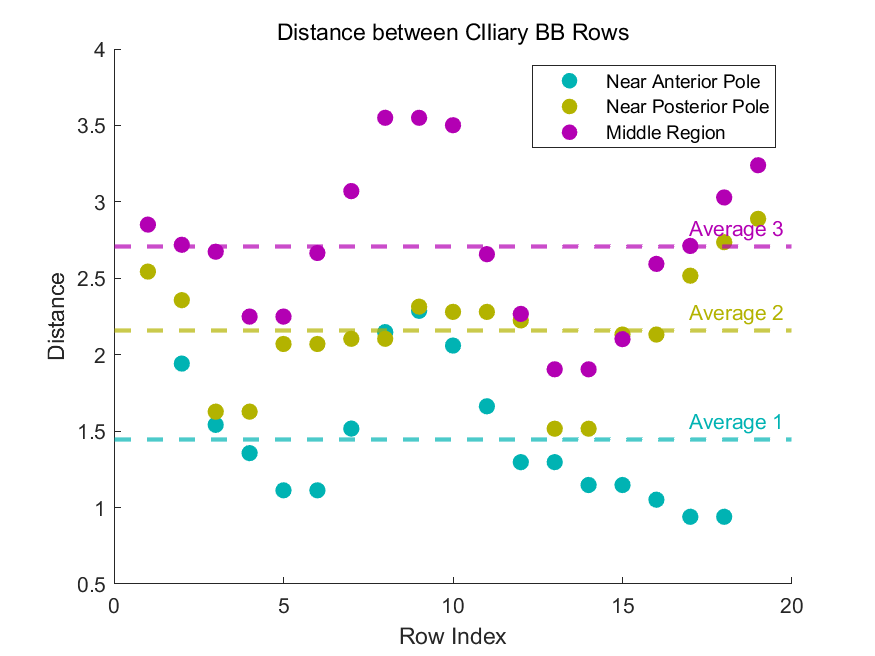 Distance between CIliary BB Rows
4
3.5
3
2.5
2
1.5
1
0.5
Distance
Near Anterior Pole
Near Posterior Pole
Middle Region
Average 3
Average 2
Average 1
0
5
10
15
20
Row Index